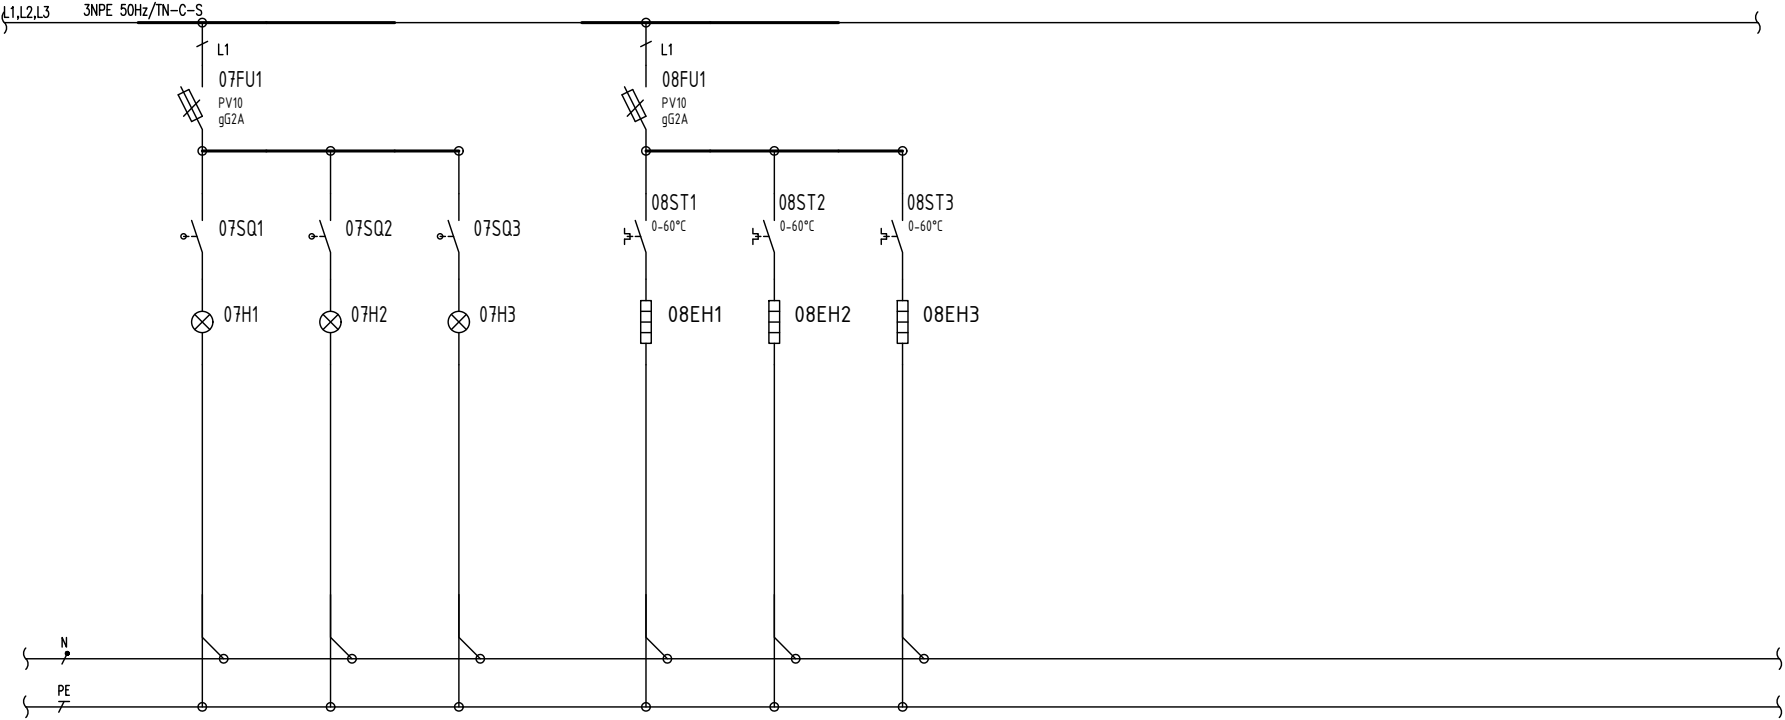 L1,L2,L3 3NPE 50Hz/TN-C-S
L1 L1
07FU1 08FU1
PV10 PV10
gG2A gG2A
08ST1 08ST2 08ST3
0-60°C 0-60°C 0-60°C
07SQ1 07SQ2 07SQ3
07H1 07H2 07H3 08EH1 08EH2 08EH3
N
PE